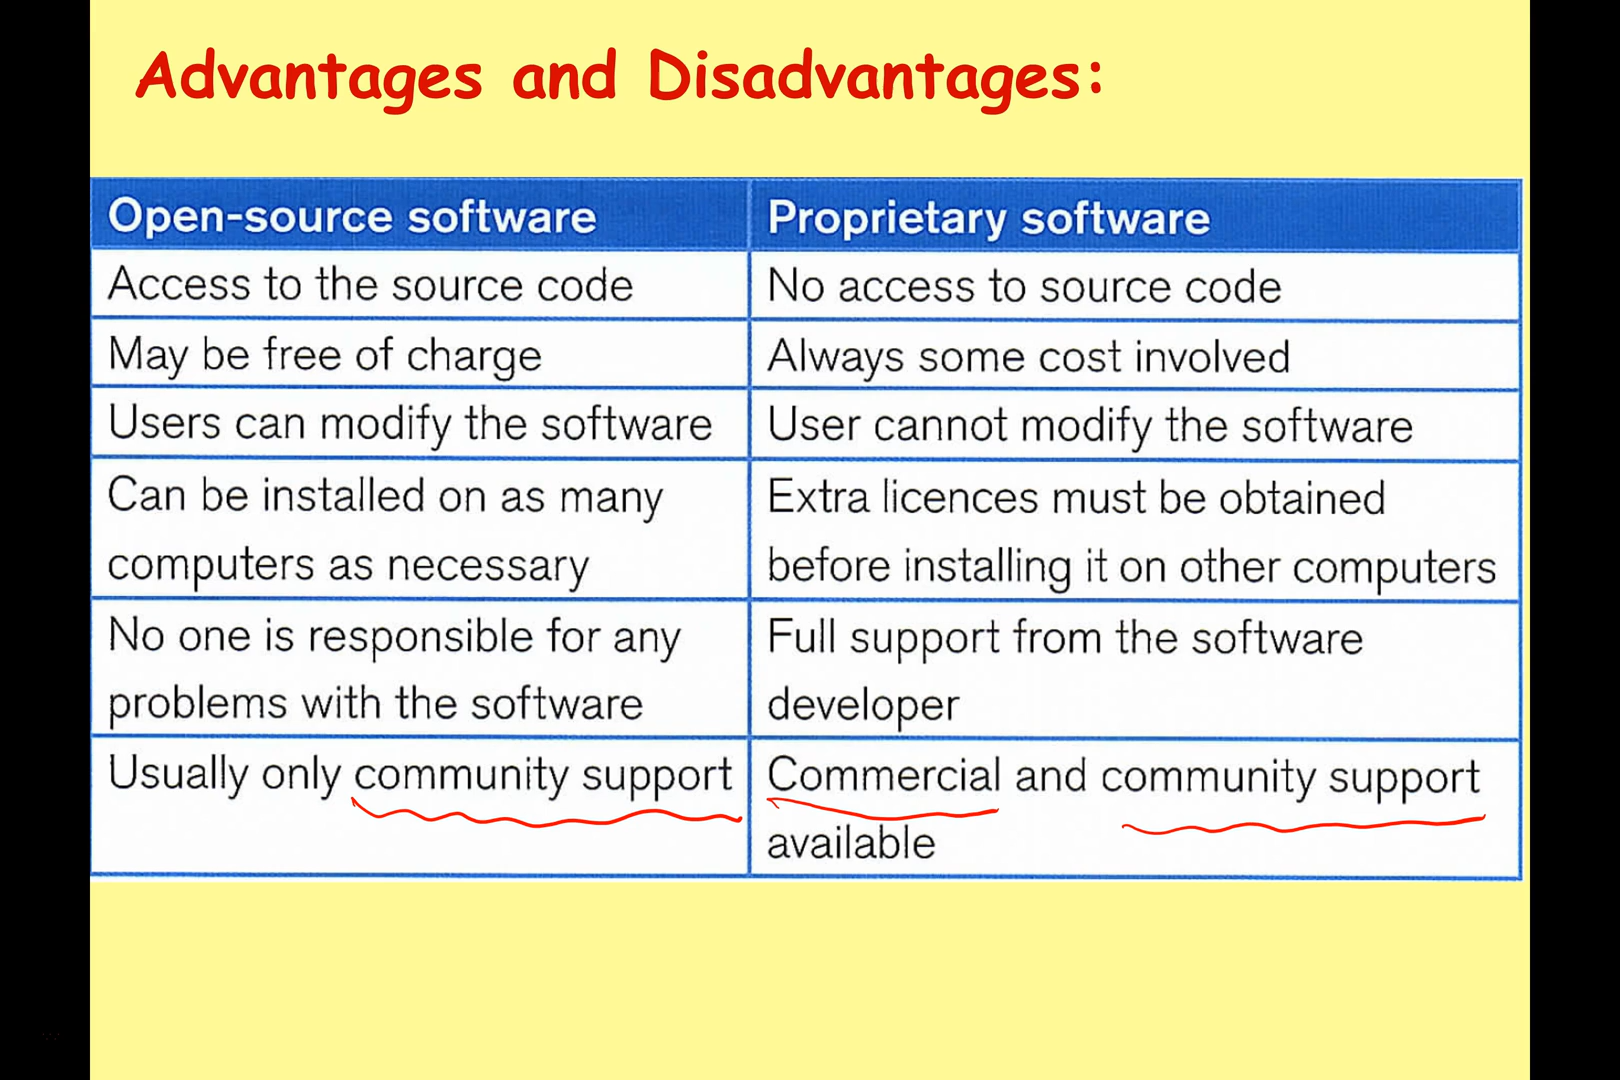 Advantages and Disadvantages:
Open-source software
Proprietary software
Access to the source code
No access to source code
May be free of charge
Always some cost involved
Users can modify the software
User cannot modify the software
Can be installed on as many
computers as necessary
Extra licences must be obtained
before installing it on other computers
No one is responsible for any
problems with the software
Full support from the software
developer
Usually only community support
Commercial and community support
available